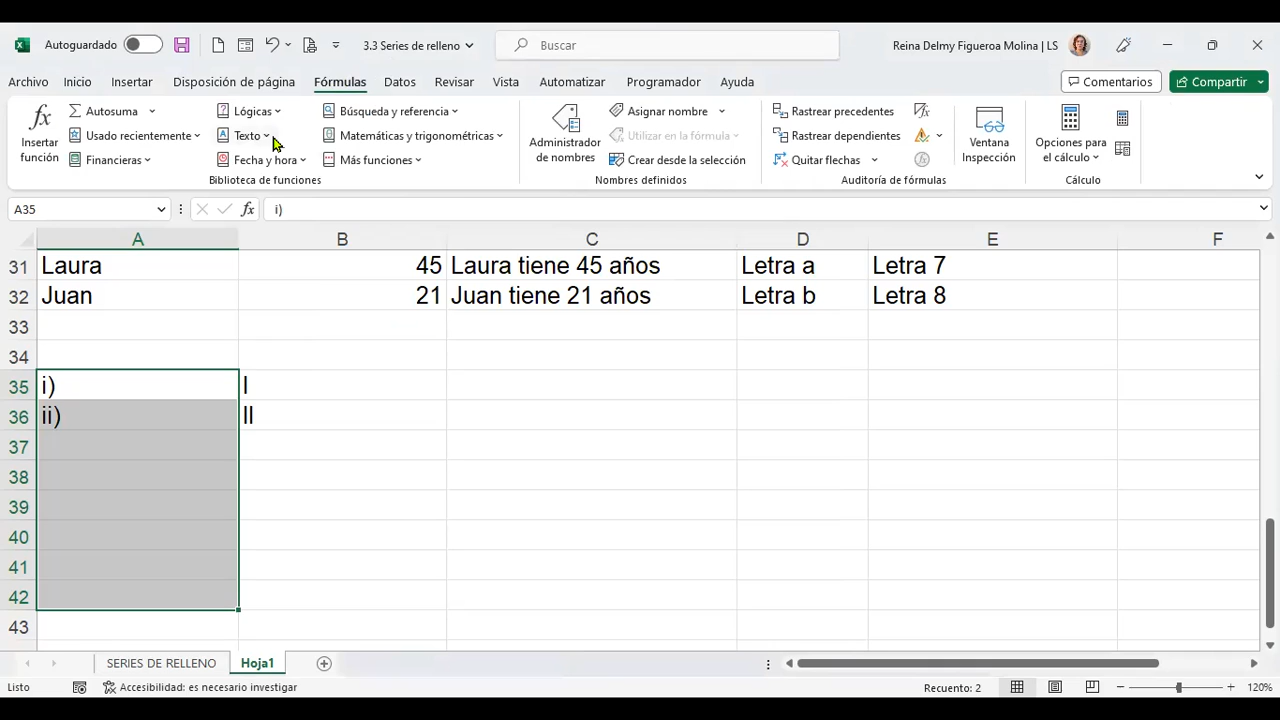 Autoguardado 3.3 Series de relleno Buscar Reina Delmy Figueroa Molina | LS
Archivo Inicio Insertar Disposición de página Fórmulas Datos Revisar Vista Automatizar Programador Ayuda Comentarios Compartir
Insertar función
Autosuma
Usado recientemente
Financieras
Lógicas
Texto
Fecha y hora
Búsqueda y referencia
Matemáticas y trigonométricas
Más funciones
Biblioteca de funciones
Administrador de nombres
Asignar nombre
Utilizar en la fórmula
Crear desde la selección
Nombres definidos
Rastrear precedentes
Rastrear dependientes
Quitar flechas
Auditoría de fórmulas
Ventana Inspección
Opciones para el cálculo
Cálculo
A35 fx i)
A B C D E F
31 Laura 45 Laura tiene 45 años Letra a Letra 7
32 Juan 21 Juan tiene 21 años Letra b Letra 8
33
34
35 i) I
36 ii) II
37
38
39
40
41
42
43
SERIES DE RELLENO Hoja1
Listo Accesibilidad: es necesario investigar Recuento: 2 120%